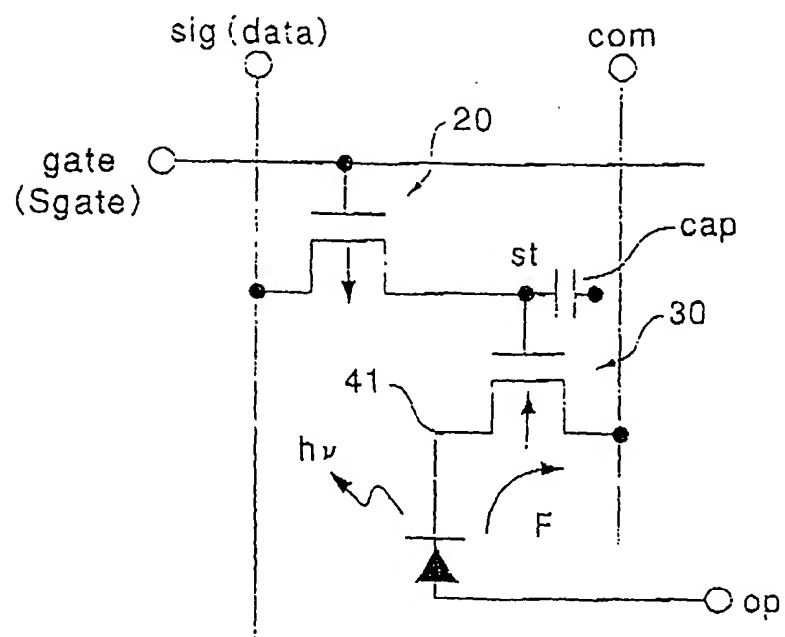 sig (data)
com
20
gate
(Sgate)
cap
st
30
41
hν
F
op